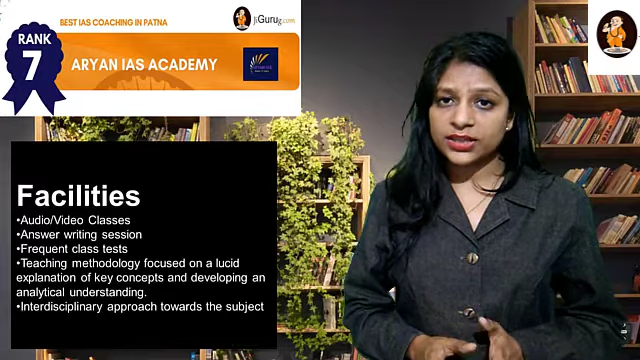 BEST IAS COACHING IN PATNA
JiGuruG.com
RANK
7
ARYAN IAS ACADEMY
Facilities
•Audio/Video Classes
•Answer writing session
•Frequent class tests
•Teaching methodology focused on a lucid
explanation of key concepts and developing an
analytical understanding.
•Interdisciplinary approach towards the subject